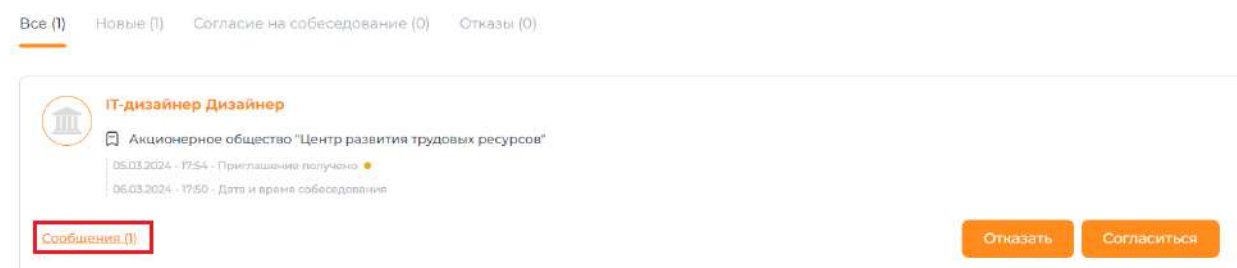 Все (1) Новые (1) Согласие на собеседование (0) Отказы (0)
IT-дизайнер Дизайнер
Акционерное общество "Центр развития трудовых ресурсов"
05.03.2024 - 17:54 - Приглашение получено
06.03.2024 - 17:50 - Дата и время собеседования
Сообщения (1) Отказать Согласиться